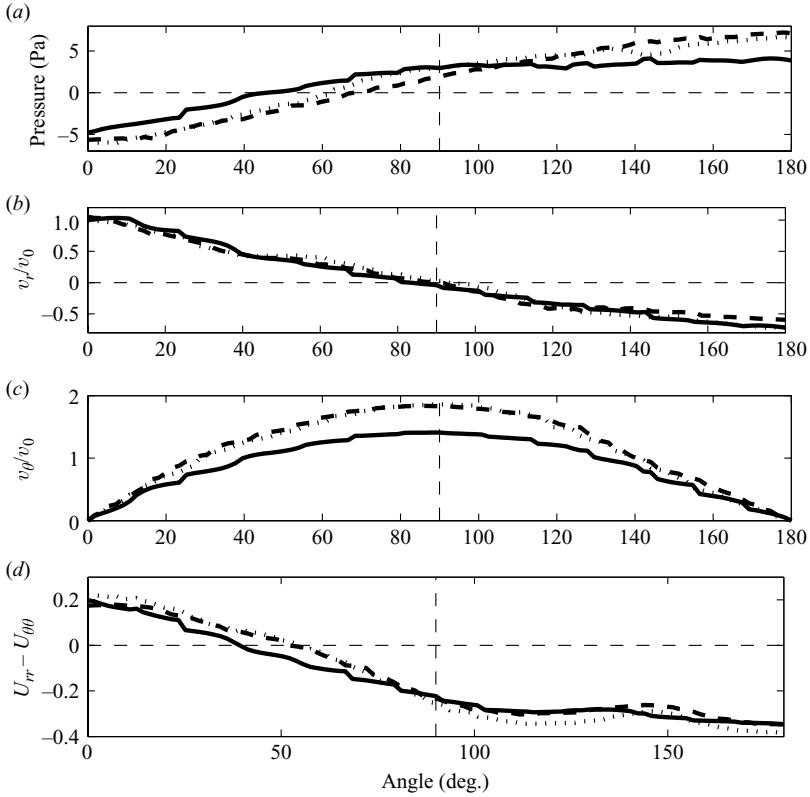 (a)
Pressure (Pa)
5
0
–5
0 20 40 60 80 100 120 140 160 180
(b)
v_r/v_0
1.0
0.5
0
–0.5
0 20 40 60 80 100 120 140 160 180
(c)
v_θ/v_0
2
1
0
0 20 40 60 80 100 120 140 160 180
(d)
U_rr – U_θθ
0.2
0
–0.2
–0.4
0 50 100 150
Angle (deg.)